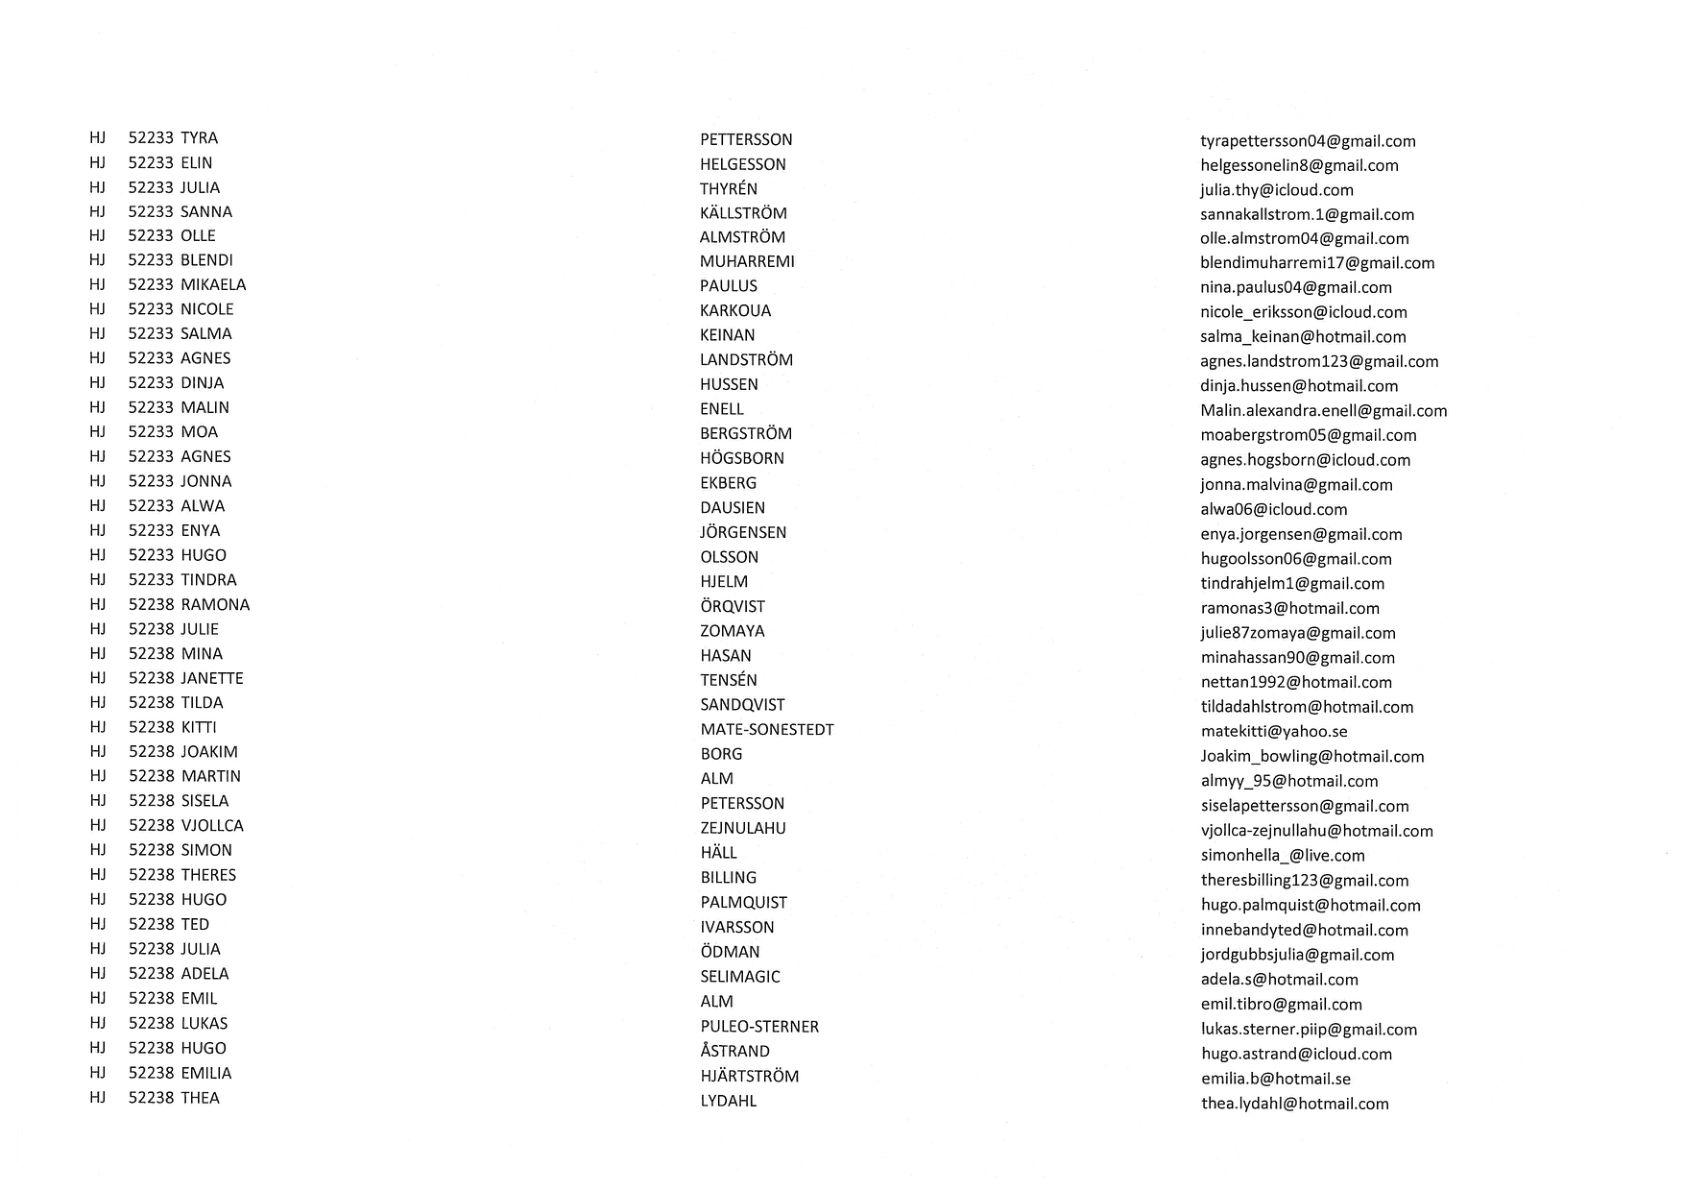 HJ 52233 TYRA PETTERSSON tyrapettersson04@gmail.com
HJ 52233 ELIN HELGESSON helgessonelin8@gmail.com
HJ 52233 JULIA THYRÉN julia.thy@icloud.com
HJ 52233 SANNA KÄLLSTRÖM sannakallstrom.1@gmail.com
HJ 52233 OLLE ALMSTRÖM olle.almstrom04@gmail.com
HJ 52233 BLENDI MUHARREMI blendimuharremi17@gmail.com
HJ 52233 MIKAELA PAULUS nina.paulus04@gmail.com
HJ 52233 NICOLE KARKOUA nicole_eriksson@icloud.com
HJ 52233 SALMA KEINAN salma_keinan@hotmail.com
HJ 52233 AGNES LANDSTRÖM agnes.landstrom123@gmail.com
HJ 52233 DINJA HUSSEN dinja.hussen@hotmail.com
HJ 52233 MALIN ENELL Malin.alexandra.enell@gmail.com
HJ 52233 MOA BERGSTRÖM moabergstrom05@gmail.com
HJ 52233 AGNES HÖGSBORN agnes.hogsborn@icloud.com
HJ 52233 JONNA EKBERG jonna.malvina@gmail.com
HJ 52233 ALWA DAUSIEN alwa06@icloud.com
HJ 52233 ENYA JÖRGENSEN enya.jorgensen@gmail.com
HJ 52233 HUGO OLSSON hugoolsson06@gmail.com
HJ 52233 TINDRA HJELM tindrahjelm1@gmail.com
HJ 52238 RAMONA ÖRQVIST ramonas3@hotmail.com
HJ 52238 JULIE ZOMAYA julie87zomaya@gmail.com
HJ 52238 MINA HASAN minahassan90@gmail.com
HJ 52238 JANETTE TENSÉN nettan1992@hotmail.com
HJ 52238 TILDA SANDQVIST tildadahlstrom@hotmail.com
HJ 52238 KITTI MATE-SONESTEDT matekitti@yahoo.se
HJ 52238 JOAKIM BORG Joakim_bowling@hotmail.com
HJ 52238 MARTIN ALM almyy_95@hotmail.com
HJ 52238 SISELA PETERSSON siselapettersson@gmail.com
HJ 52238 VJOLLCA ZEJNULAHU vjollca-zejnullahu@hotmail.com
HJ 52238 SIMON HÄLL simonhella_@live.com
HJ 52238 THERES BILLING theresbilling123@gmail.com
HJ 52238 HUGO PALMQUIST hugo.palmquist@hotmail.com
HJ 52238 TED IVARSSON innebandyted@hotmail.com
HJ 52238 JULIA ÖDMAN jordgubbsjulia@gmail.com
HJ 52238 ADELA SELIMAGIC adela.s@hotmail.com
HJ 52238 EMIL ALM emil.tibro@gmail.com
HJ 52238 LUKAS PULEO-STERNER lukas.sterner.piip@gmail.com
HJ 52238 HUGO ÅSTRAND hugo.astrand@icloud.com
HJ 52238 EMILIA HJÄRTSTRÖM emilia.b@hotmail.se
HJ 52238 THEA LYDAHL thea.lydahl@hotmail.com